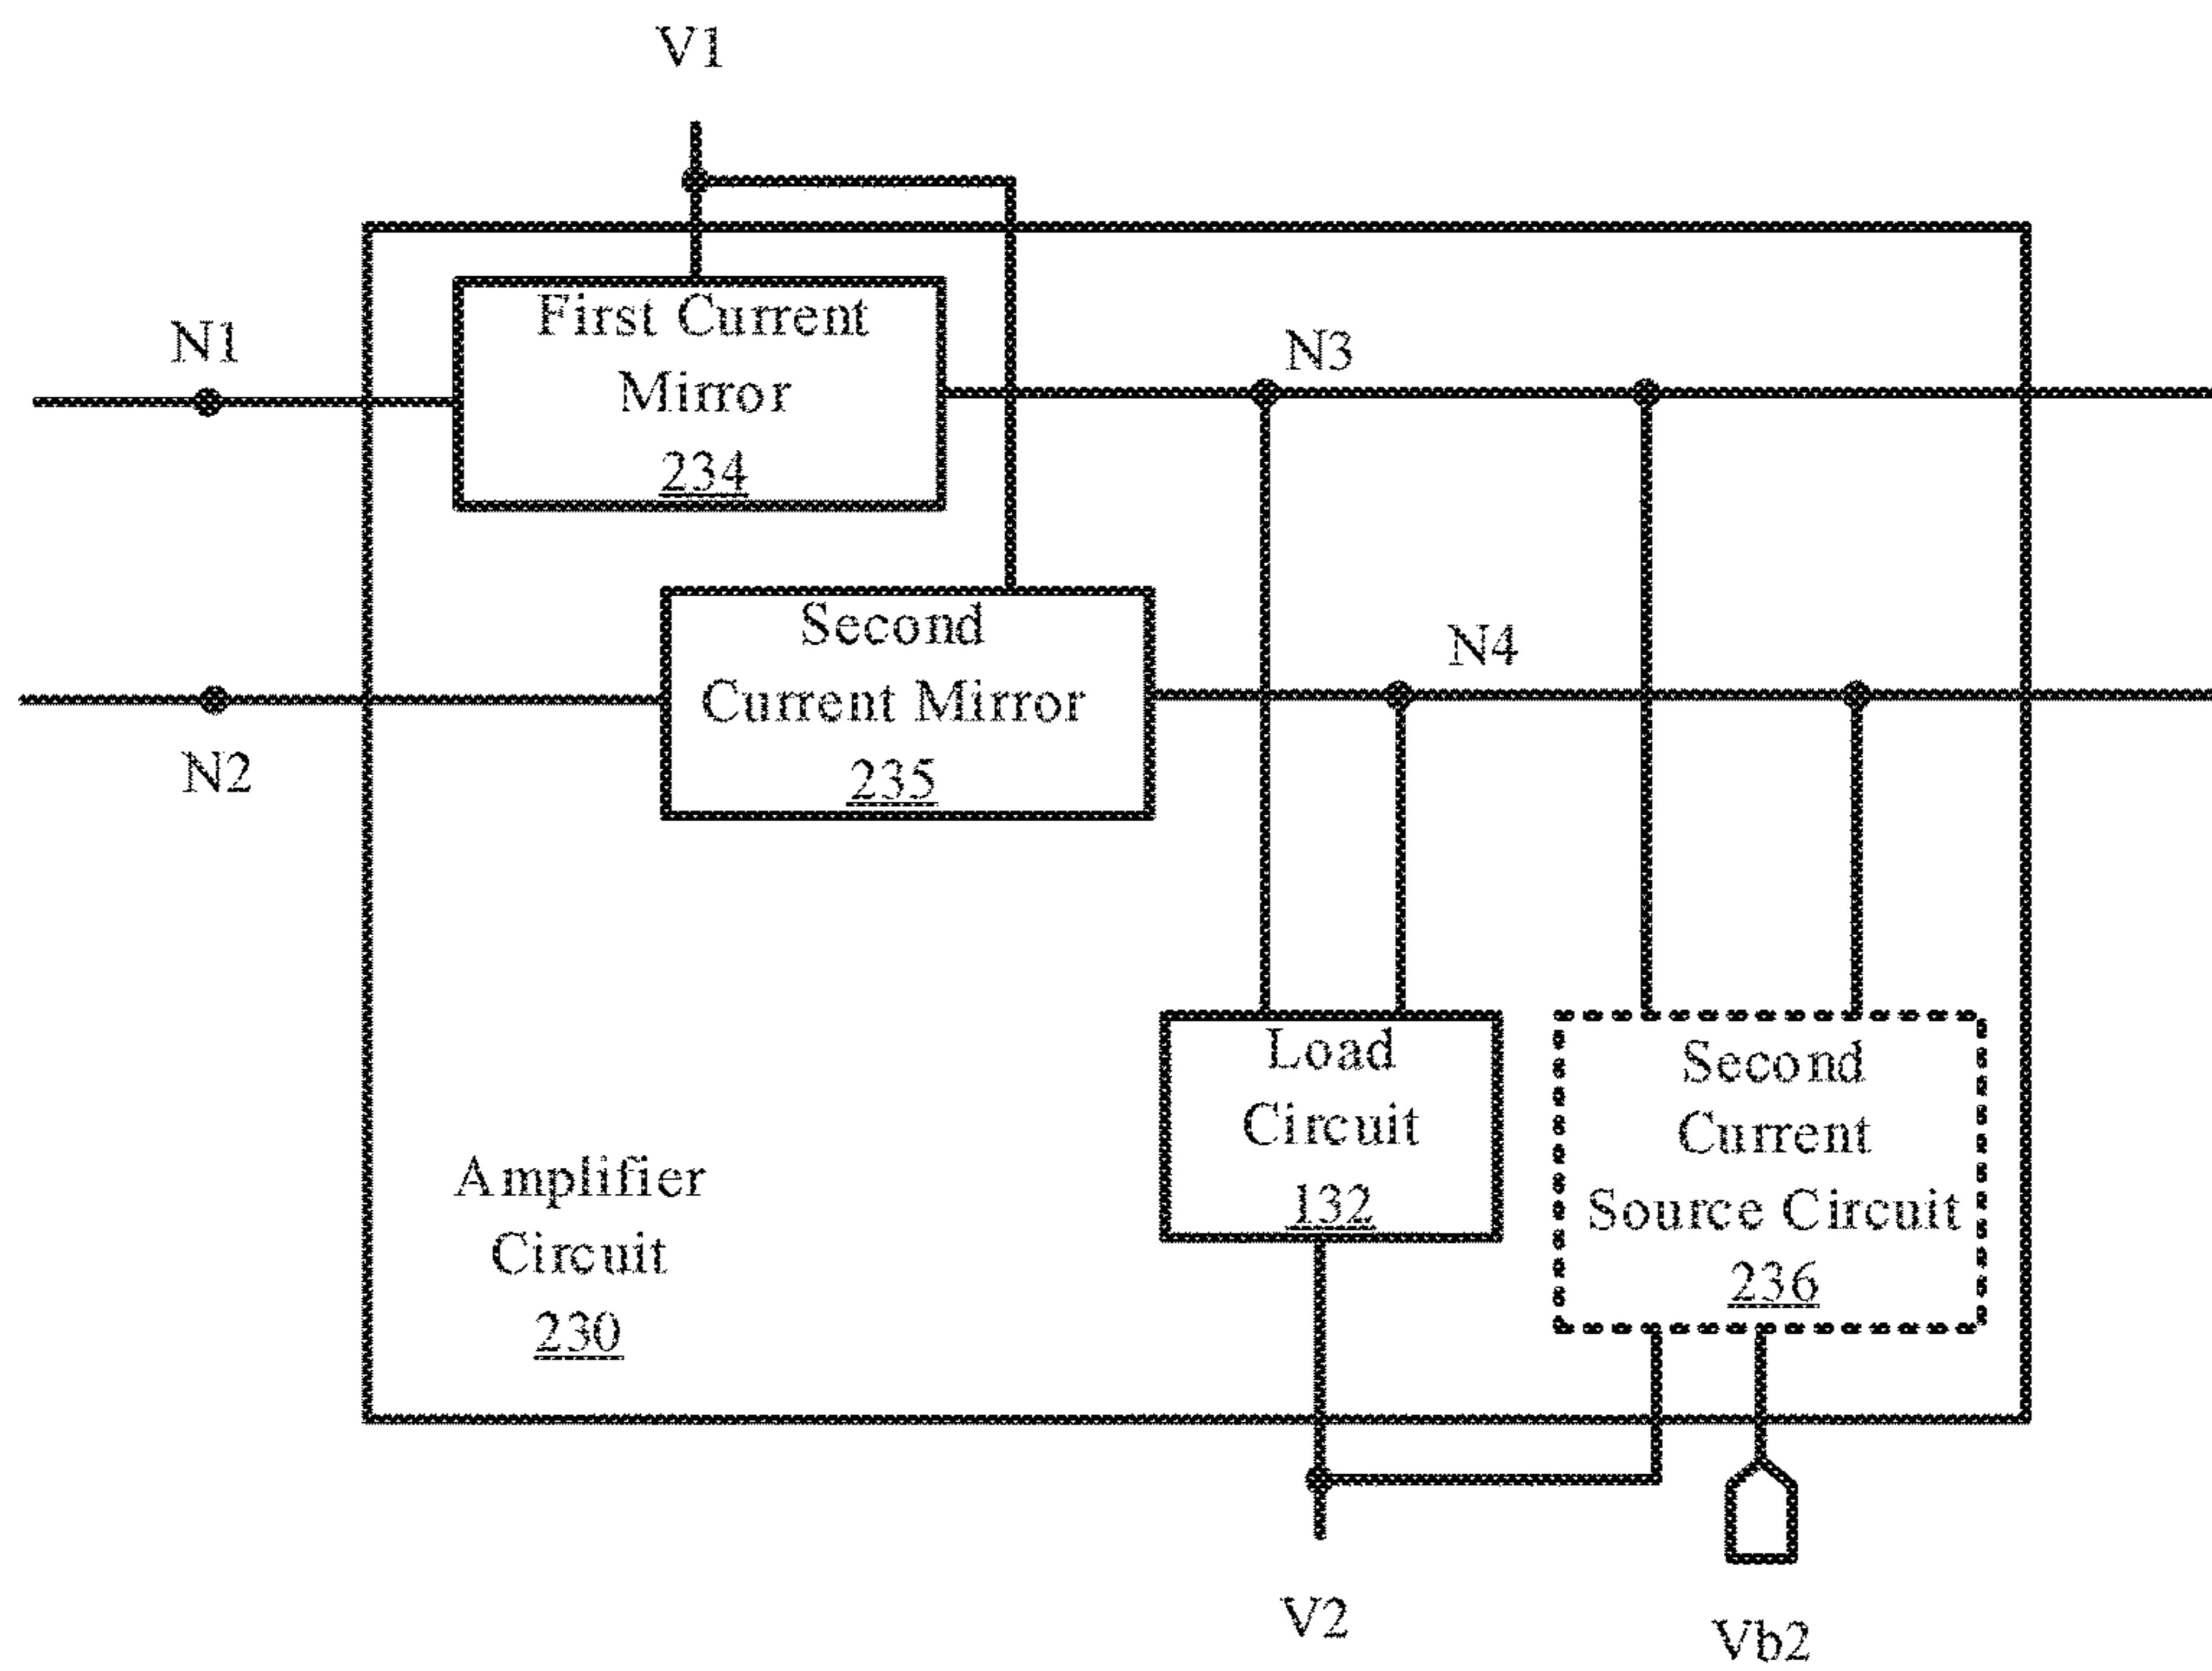 V1
N1
First Current
Mirror
234
N3
N2
Second
Current Mirror
235
N4
Load
Circuit
132
Second
Current
Source Circuit
236
Amplifier
Circuit
230
V2
Vb2